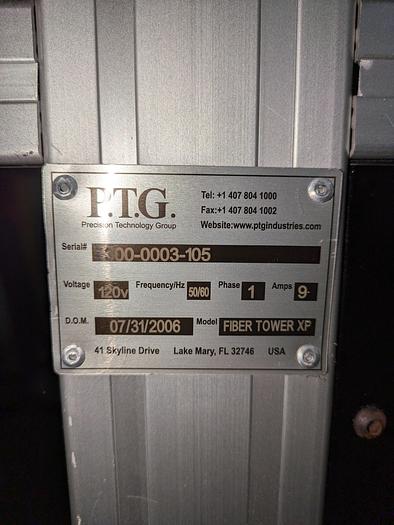 P.T.G.
Precision Technology Group
Tel: +1 407 804 1000
Fax:+1 407 804 1002
Website:www.ptgindustries.com
Serial# 00-0003-105
Voltage 120v Frequency/Hz 50/60 Phase 1 Amps 9
D.O.M. 07/31/2006 Model FIBER TOWER XP
41 Skyline Drive Lake Mary, FL 32746 USA